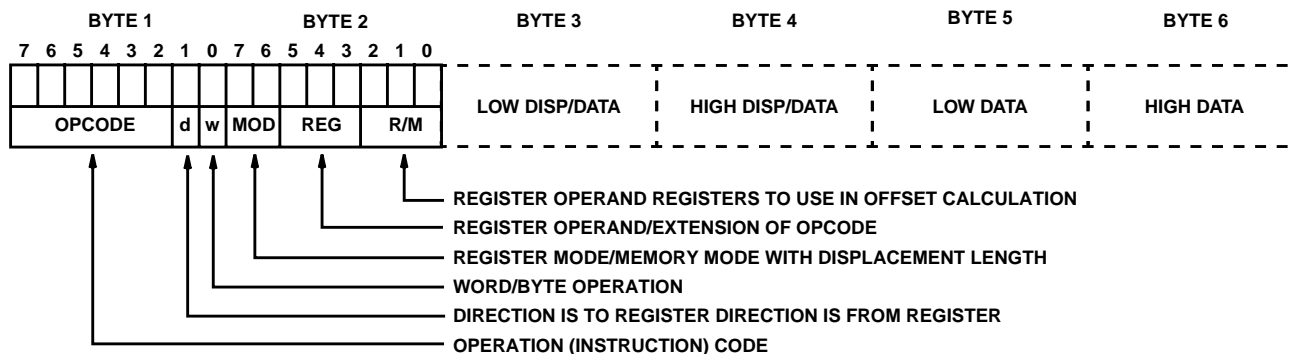 BYTE 1 BYTE 2 BYTE 3 BYTE 4 BYTE 5 BYTE 6
7 6 5 4 3 2 1 0 7 6 5 4 3 2 1 0
OPCODE d w MOD REG R/M LOW DISP/DATA HIGH DISP/DATA LOW DATA HIGH DATA
REGISTER OPERAND REGISTERS TO USE IN OFFSET CALCULATION
REGISTER OPERAND/EXTENSION OF OPCODE
REGISTER MODE/MEMORY MODE WITH DISPLACEMENT LENGTH
WORD/BYTE OPERATION
DIRECTION IS TO REGISTER DIRECTION IS FROM REGISTER
OPERATION (INSTRUCTION) CODE